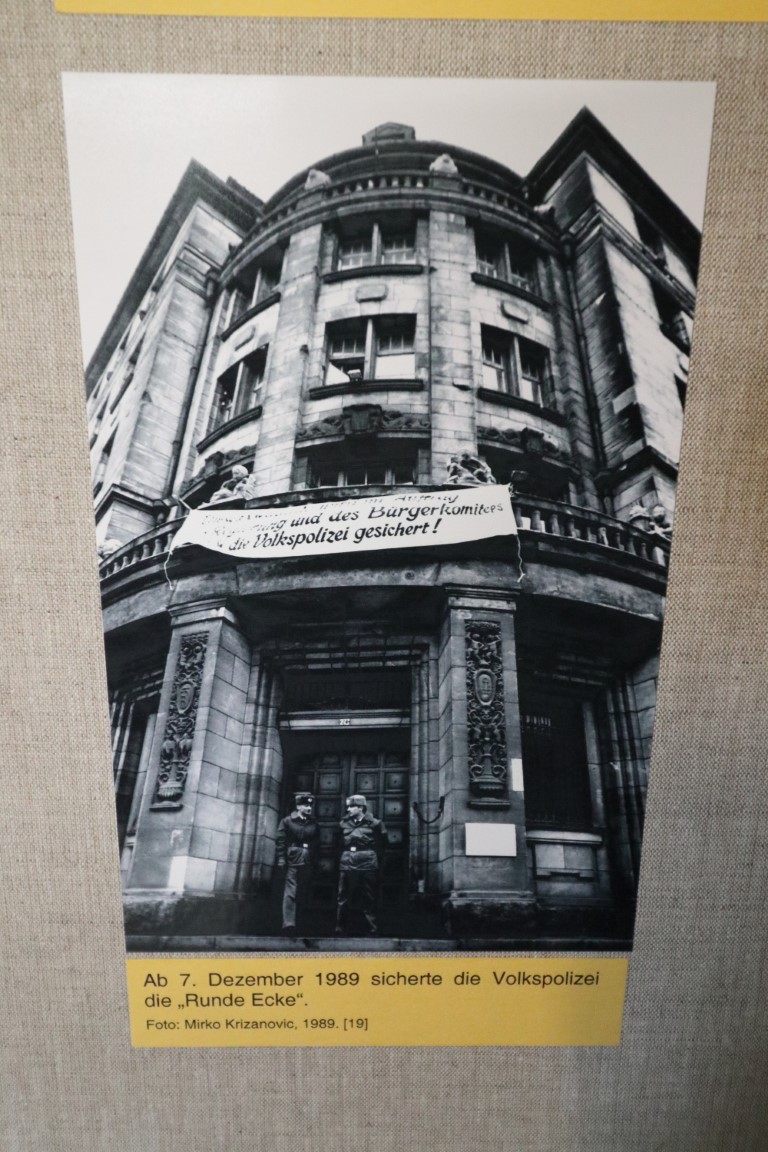 und des Bürgerkomitees
die Volkspolizei gesichert!
Ab 7. Dezember 1989 sicherte die Volkspolizei
die „Runde Ecke“.
Foto: Mirko Krizanovic, 1989. [19]